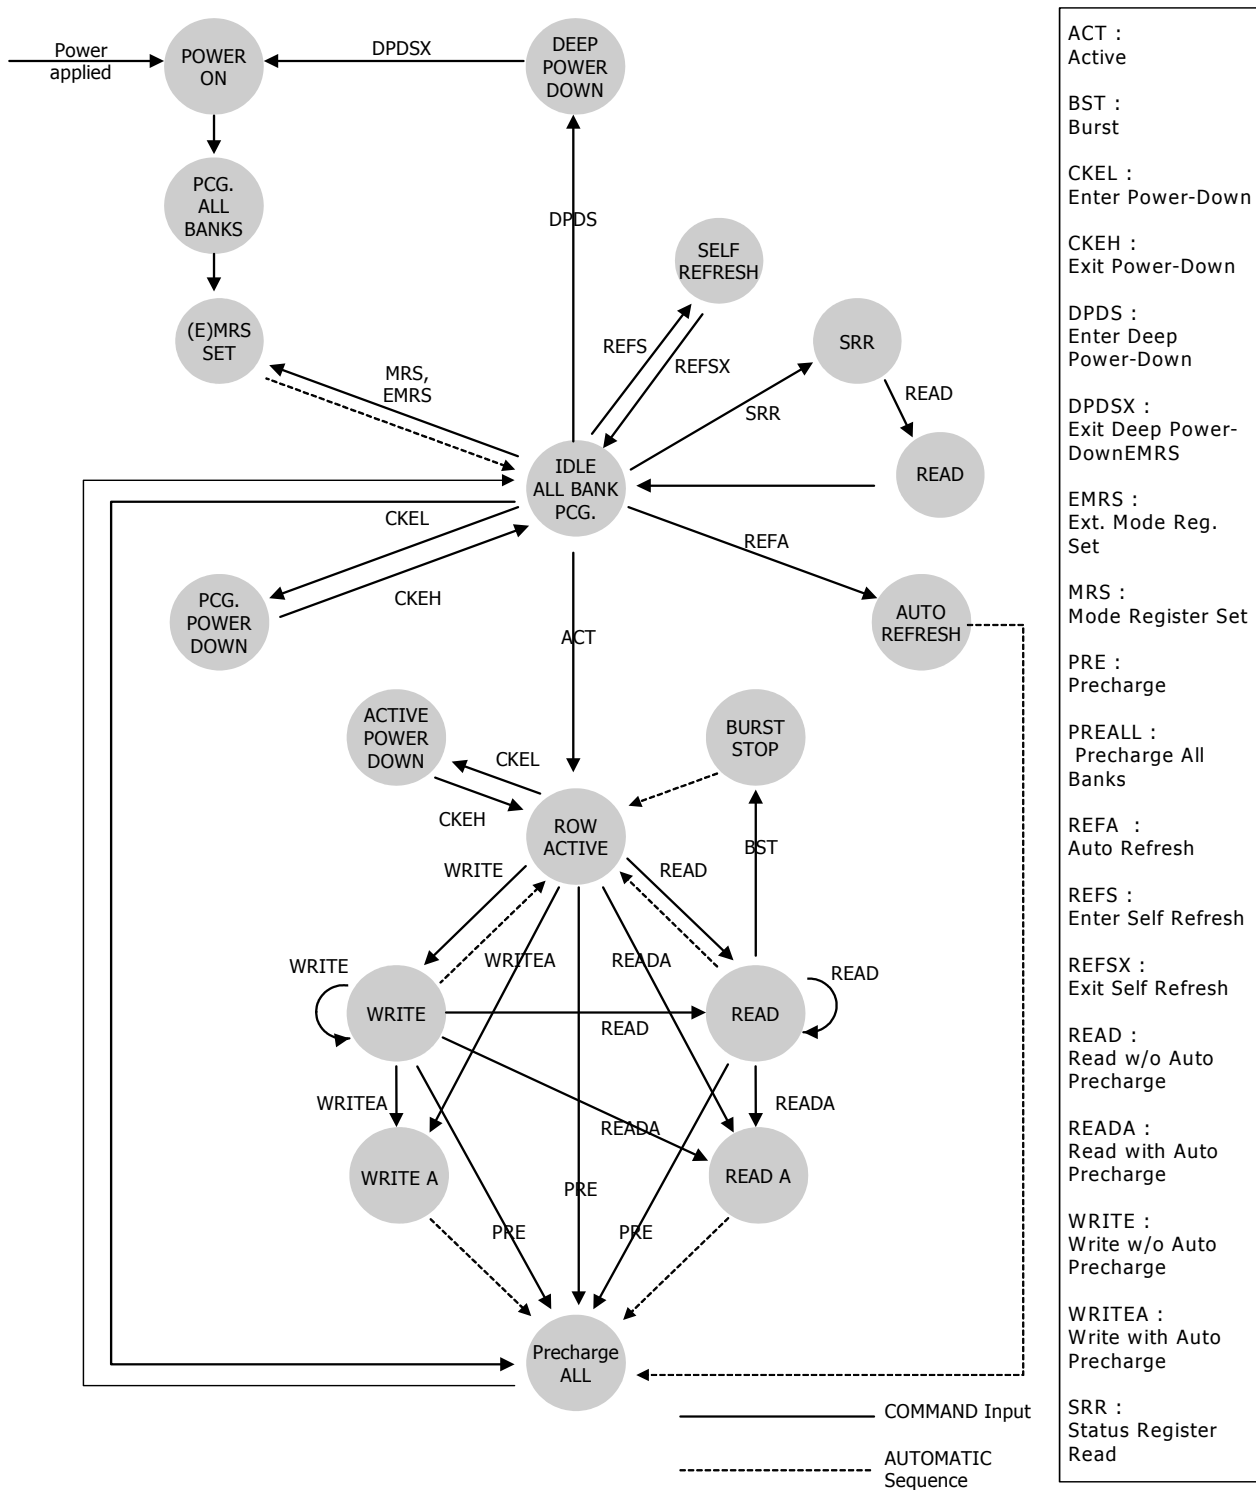 Power
applied
POWER
ON
DPDSX
DEEP
POWER
DOWN
PCG.
ALL
BANKS
DPDS
SELF
REFRESH
(E)MRS
SET
MRS,
EMRS
REFS
REFSX
SRR
SRR
READ
READ
IDLE
ALL BANK
PCG.
CKEL
CKEH
PCG.
POWER
DOWN
REFA
AUTO
REFRESH
ACT
ACTIVE
POWER
DOWN
CKEL
CKEH
BURST
STOP
BST
ROW
ACTIVE
WRITE
READ
WRITE
WRITEA
READA
READ
WRITE
READ
READ
WRITEA
READA
READA
WRITE A
READ A
PRE
PRE
PRE
Precharge
ALL
COMMAND Input
AUTOMATIC
Sequence
ACT :
Active
BST :
Burst
CKEL :
Enter Power-Down
CKEH :
Exit Power-Down
DPDS :
Enter Deep
Power-Down
DPDSX :
Exit Deep Power-
DownEMRS
EMRS :
Ext. Mode Reg.
Set
MRS :
Mode Register Set
PRE :
Precharge
PREALL :
Precharge All
Banks
REFA :
Auto Refresh
REFS :
Enter Self Refresh
REFSX :
Exit Self Refresh
READ :
Read w/o Auto
Precharge
READA :
Read with Auto
Precharge
WRITE :
Write w/o Auto
Precharge
WRITEA :
Write with Auto
Precharge
SRR :
Status Register
Read